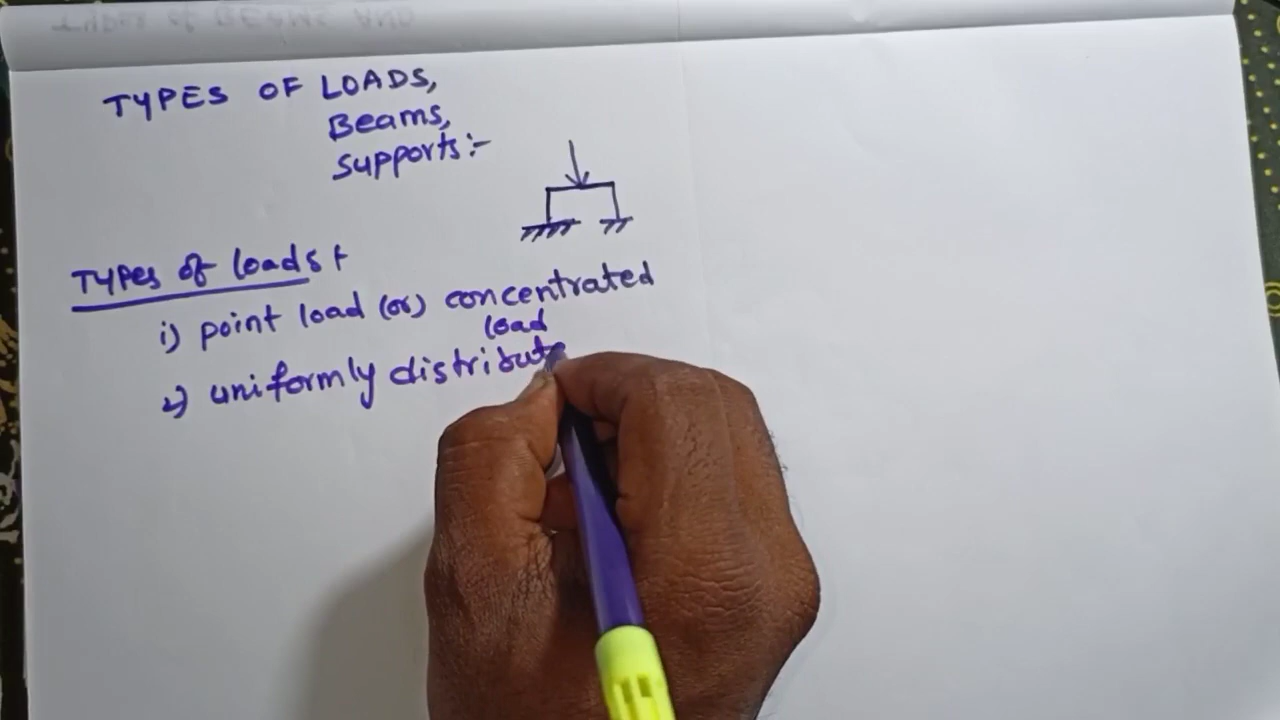 TYPES OF LOADS,
Beams,
supports:-
Types of loads:-
i) point load (or) concentrated
load
2) uniformly distribute